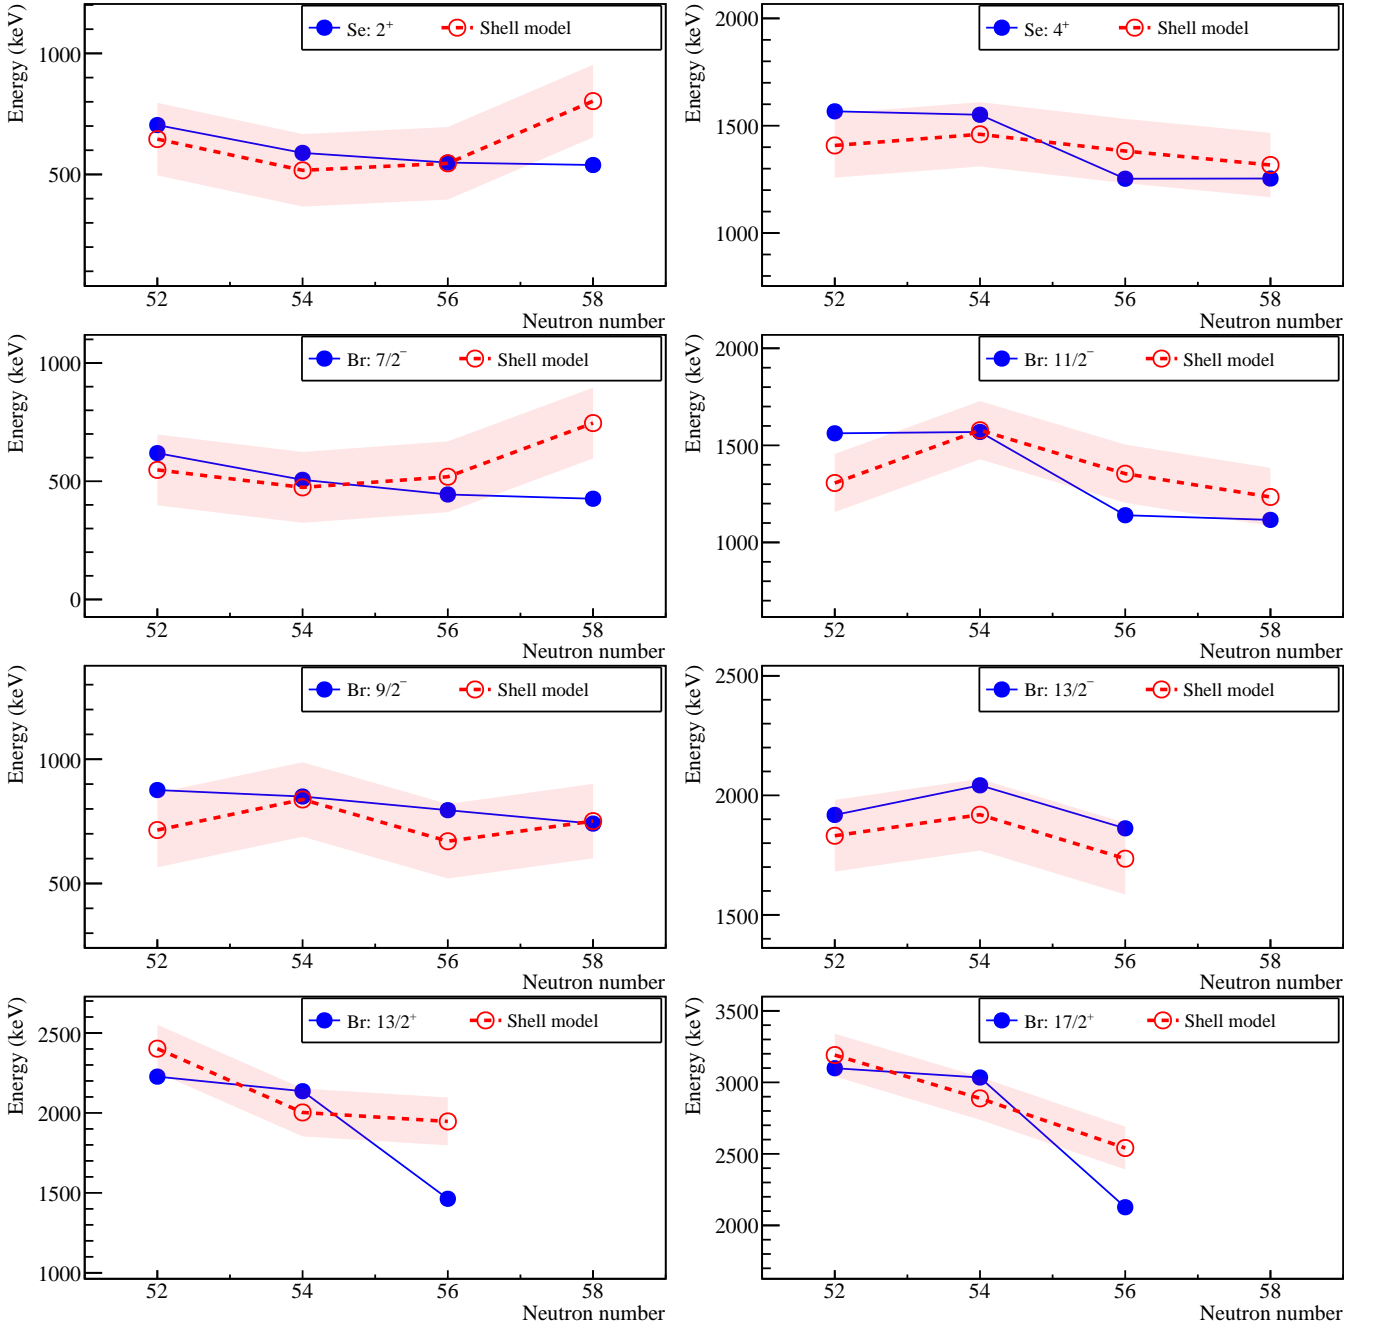 Energy (keV)
Se: 2⁺ Shell model
1000
500
52 54 56 58
Neutron number
Energy (keV)
Se: 4⁺ Shell model
2000
1500
1000
52 54 56 58
Neutron number
Energy (keV)
Br: 7/2⁻ Shell model
1000
500
0
52 54 56 58
Neutron number
Energy (keV)
Br: 11/2⁻ Shell model
2000
1500
1000
52 54 56 58
Neutron number
Energy (keV)
Br: 9/2⁻ Shell model
1000
500
52 54 56 58
Neutron number
Energy (keV)
Br: 13/2⁻ Shell model
2500
2000
1500
52 54 56 58
Neutron number
Energy (keV)
Br: 13/2⁺ Shell model
2500
2000
1500
1000
52 54 56 58
Neutron number
Energy (keV)
Br: 17/2⁺ Shell model
3500
3000
2500
2000
52 54 56 58
Neutron number